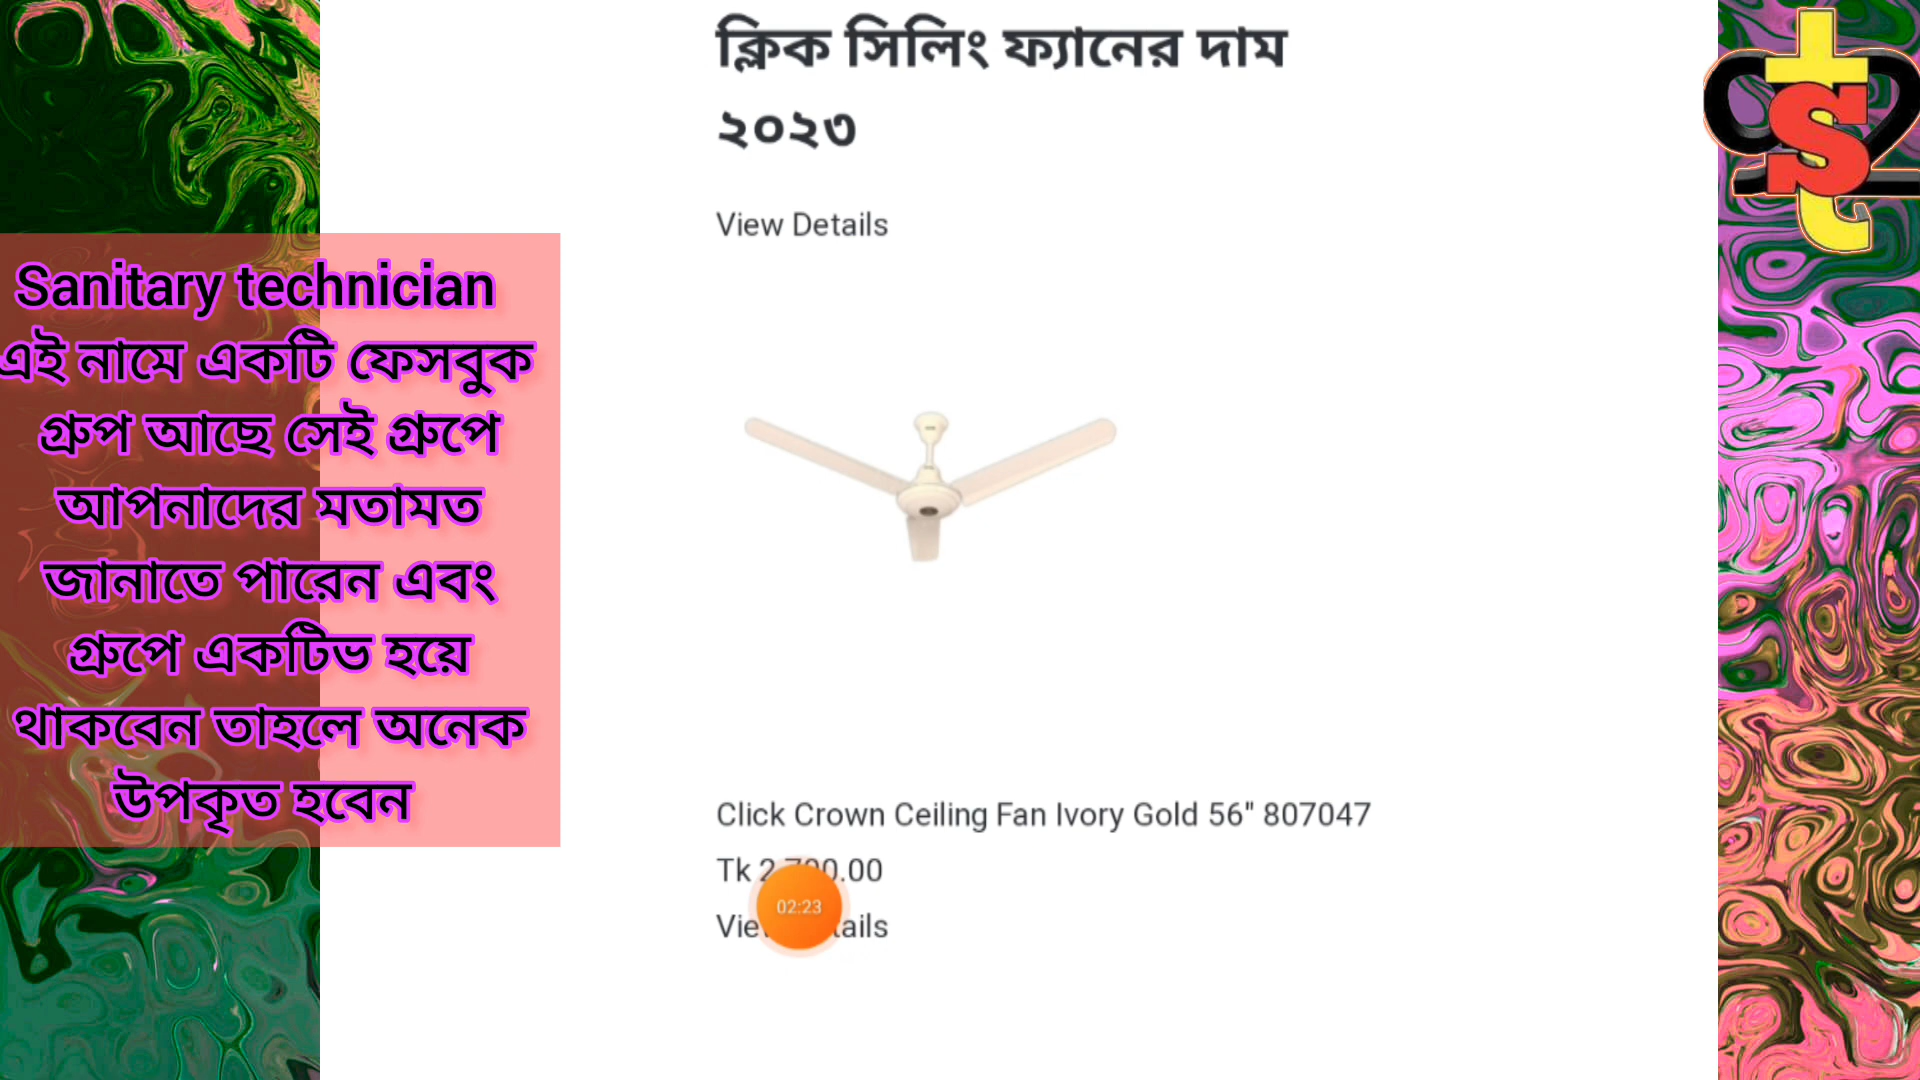 ক্লিক সিলিং ফ্যানের দাম
২০২৩
View Details
Sanitary technician
এই নামে একটি ফেসবুক
গ্রুপ আছে সেই গ্রুপে
আপনাদের মতামত
জানাতে পারেন এবং
গ্রুপে একটিভ হয়ে
থাকবেন তাহলে অনেক
উপকৃত হবেন
Click Crown Ceiling Fan Ivory Gold 56" 807047
Tk
02:23